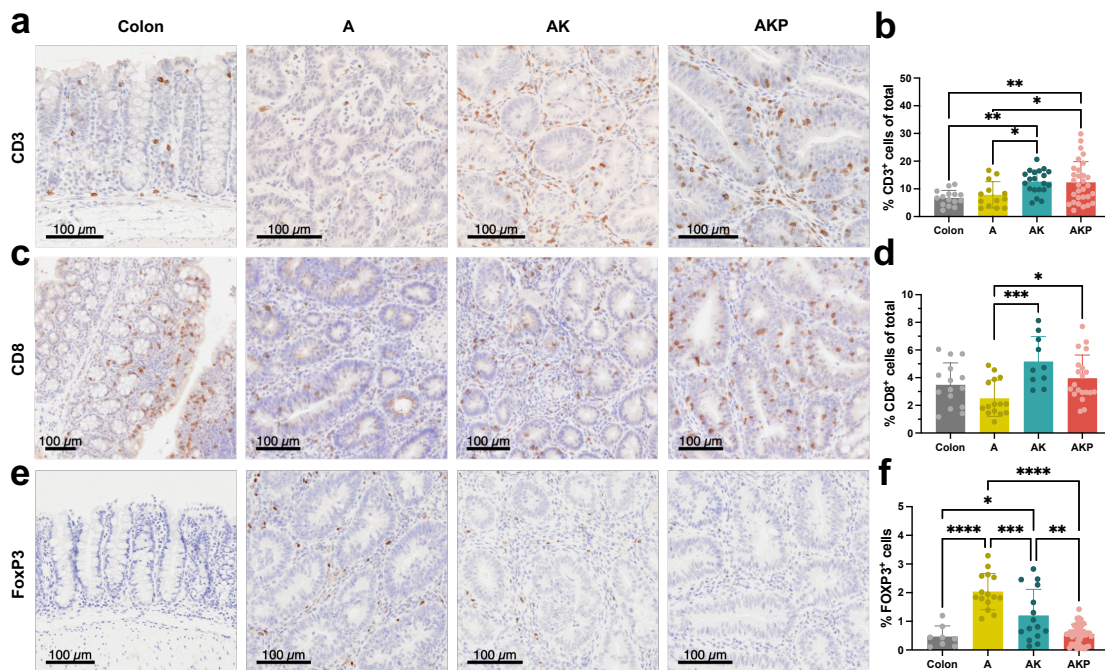 a
Colon
A
AK
AKP
CD3
100 µm
100 µm
100 µm
100 µm
b
% CD3+ cells of total
50
40
30
20
10
0
**
*
**
*
Colon
A
AK
AKP
c
CD8
100 µm
100 µm
100 µm
100 µm
d
% CD8+ cells of total
10
8
6
4
2
0
*
***
Colon
A
AK
AKP
e
FoxP3
100 µm
100 µm
100 µm
100 µm
f
% FOXP3+ cells
5
4
3
2
1
0
****
*
****
***
**
Colon
A
AK
AKP